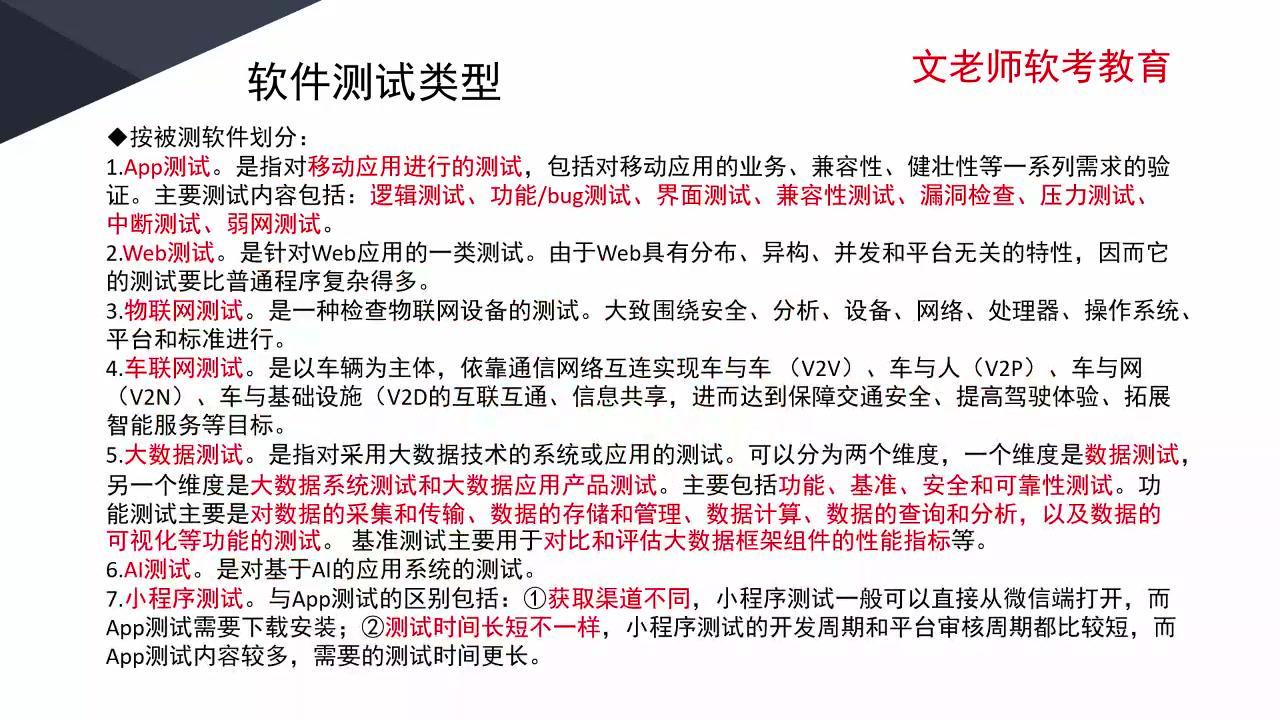 软件测试类型
文老师软考教育
◆按被测软件划分：
1.App测试。是指对移动应用进行的测试，包括对移动应用的业务、兼容性、健壮性等一系列需求的验
证。主要测试内容包括：逻辑测试、功能/bug测试、界面测试、兼容性测试、漏洞检查、压力测试、
中断测试、弱网测试。
2.Web测试。是针对Web应用的一类测试。由于Web具有分布、异构、并发和平台无关的特性，因而它
的测试要比普通程序复杂得多。
3.物联网测试。是一种检查物联网设备的测试。大致围绕安全、分析、设备、网络、处理器、操作系统、
平台和标准进行。
4.车联网测试。是以车辆为主体，依靠通信网络互连实现车与车 （V2V）、车与人（V2P）、车与网
（V2N）、车与基础设施（V2D的互联互通、信息共享，进而达到保障交通安全、提高驾驶体验、拓展
智能服务等目标。
5.大数据测试。是指对采用大数据技术的系统或应用的测试。可以分为两个维度，一个维度是数据测试，
另一个维度是大数据系统测试和大数据应用产品测试。主要包括功能、基准、安全和可靠性测试。功
能测试主要是对数据的采集和传输、数据的存储和管理、数据计算、数据的查询和分析，以及数据的
可视化等功能的测试。 基准测试主要用于对比和评估大数据框架组件的性能指标等。
6.AI测试。是对基于AI的应用系统的测试。
7.小程序测试。与App测试的区别包括：①获取渠道不同，小程序测试一般可以直接从微信端打开，而
App测试需要下载安装；②测试时间长短不一样，小程序测试的开发周期和平台审核周期都比较短，而
App测试内容较多，需要的测试时间更长。